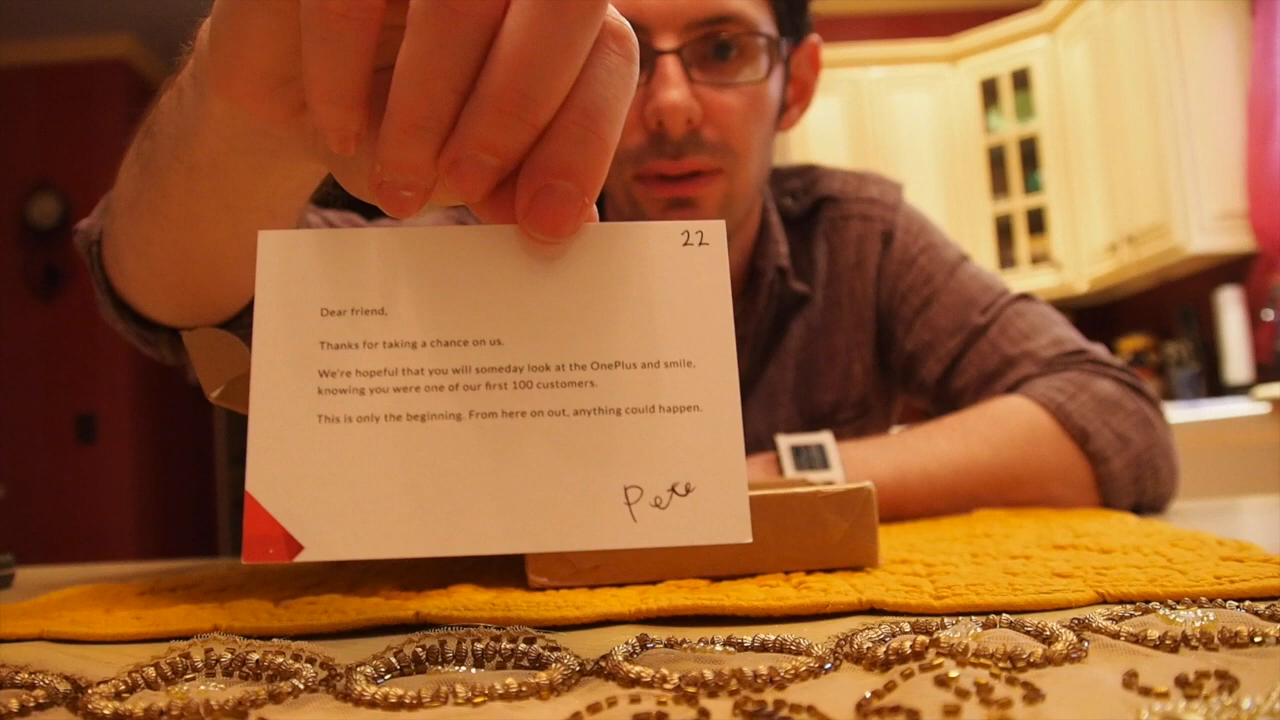 22
Dear friend,
Thanks for taking a chance on us.
We're hopeful that you will someday look at the OnePlus and smile,
knowing you were one of our first 100 customers.
This is only the beginning. From here on out, anything could happen.
Pete